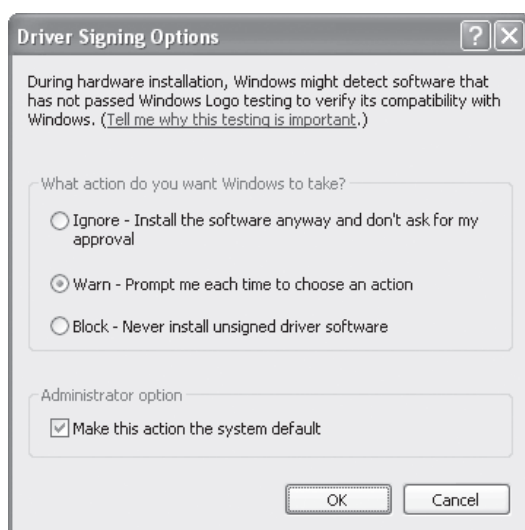 Driver Signing Options
During hardware installation, Windows might detect software that
has not passed Windows Logo testing to verify its compatibility with
Windows. (Tell me why this testing is important.)
What action do you want Windows to take?
Ignore - Install the software anyway and don't ask for my
approval
Warn - Prompt me each time to choose an action
Block - Never install unsigned driver software
Administrator option
Make this action the system default
OK
Cancel